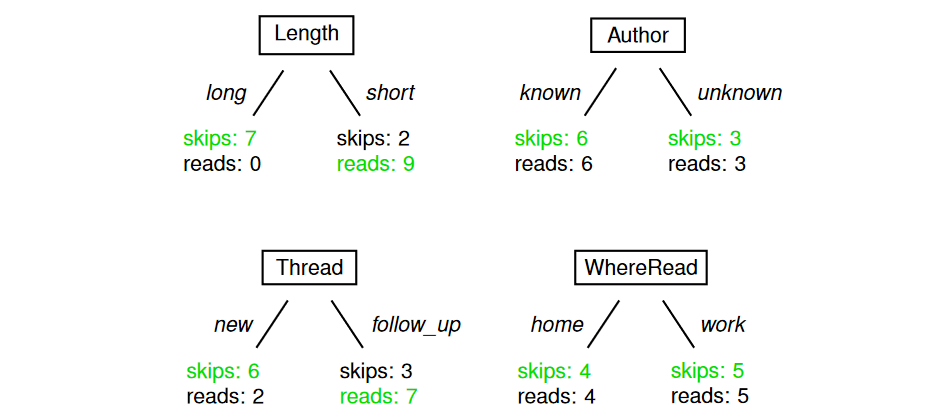 Length
Author
long short
known unknown
skips: 7 skips: 2
reads: 0 reads: 9
skips: 6 skips: 3
reads: 6 reads: 3
Thread
WhereRead
new follow_up
home work
skips: 6 skips: 3
reads: 2 reads: 7
skips: 4 skips: 5
reads: 4 reads: 5